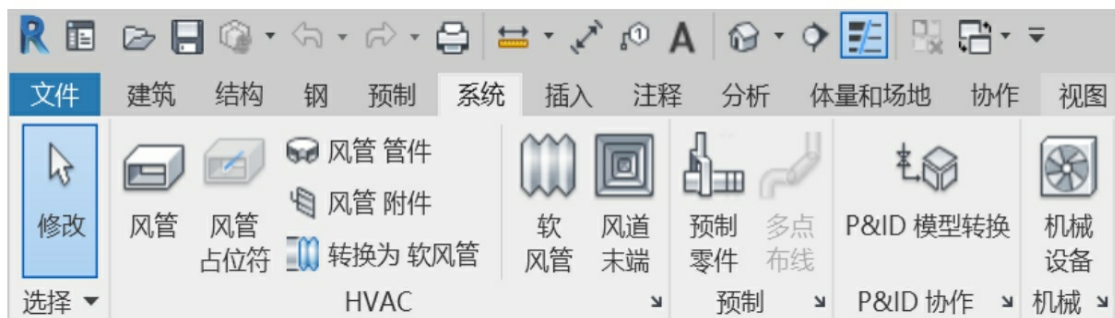 R
A
文件 建筑 结构 钢 预制 系统 插入 注释 分析 体量和场地 协作 视图
修改
风管
风管
占位符
风管 管件
风管 附件
转换为 软风管
软
风管
风道
末端
预制
零件
多点
布线
P&ID 模型转换
机械
设备
选择 HVAC 预制 P&ID 协作 机械